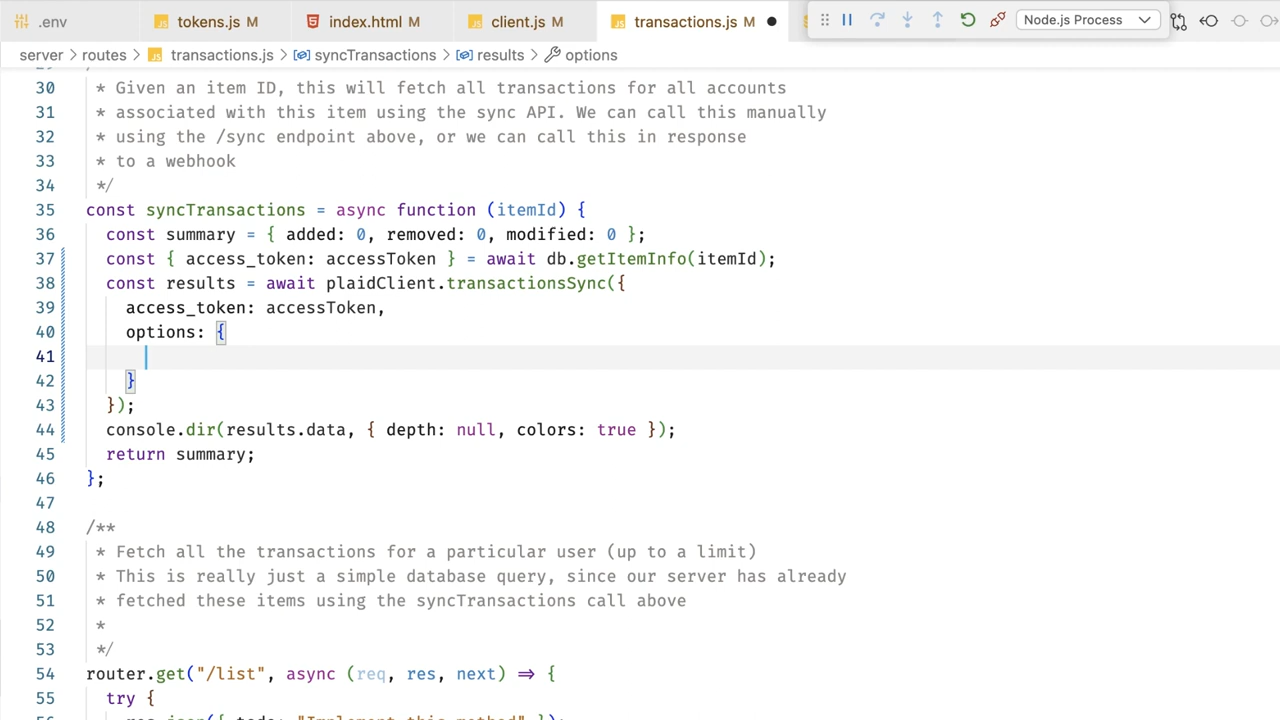 .env
tokens.js M
index.html M
client.js M
transactions.js M
Node.js Process
server > routes > transactions.js > syncTransactions > results > options
30 * Given an item ID, this will fetch all transactions for all accounts
31 * associated with this item using the sync API. We can call this manually
32 * using the /sync endpoint above, or we can call this in response
33 * to a webhook
34 */
35 const syncTransactions = async function (itemId) {
36 const summary = { added: 0, removed: 0, modified: 0 };
37 const { access_token: accessToken } = await db.getItemInfo(itemId);
38 const results = await plaidClient.transactionsSync({
39 access_token: accessToken,
40 options: {
41
42 }
43 });
44 console.dir(results.data, { depth: null, colors: true });
45 return summary;
46 };
47
48 /**
49 * Fetch all the transactions for a particular user (up to a limit)
50 * This is really just a simple database query, since our server has already
51 * fetched these items using the syncTransactions call above
52 *
53 */
54 router.get("/list", async (req, res, next) => {
55 try {